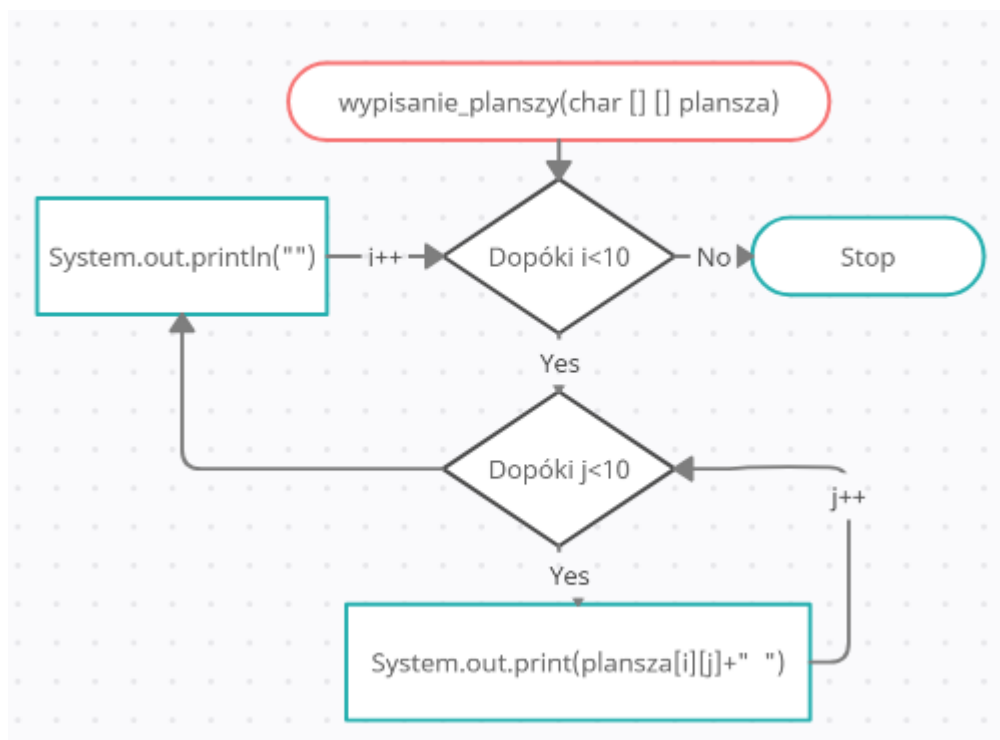 wypisanie_planszy(char [] [] plansza)
System.out.println("")
i++
Dopóki i<10
No
Stop
Yes
Dopóki j<10
j++
Yes
System.out.print(plansza[i][j]+"  ")